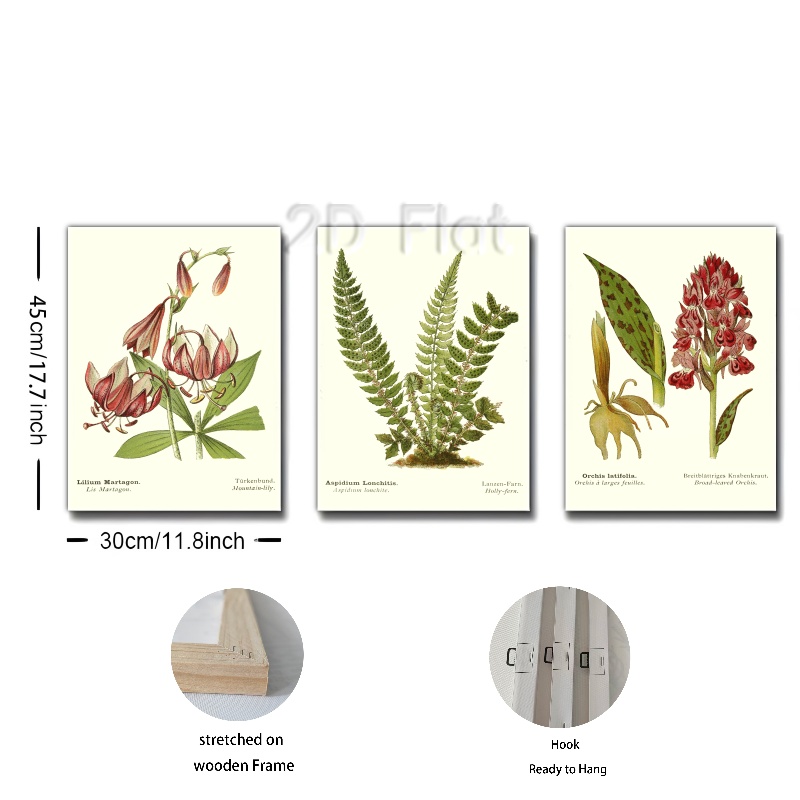 2D Flat
45cm/17.7inch
Lilium Martagon.
Lis Martagon.
Türkenbund.
Mountain-lily.
Aspidium Lonchitis.
Aspidium lonchite.
Lanzen-Farn.
Holly-fern.
Orchis latifolia.
Orchis à larges feuilles.
Breitblättriges Knabenkraut.
Broad-leaved Orchis.
30cm/11.8inch
stretched on
wooden Frame
Hook
Ready to Hang